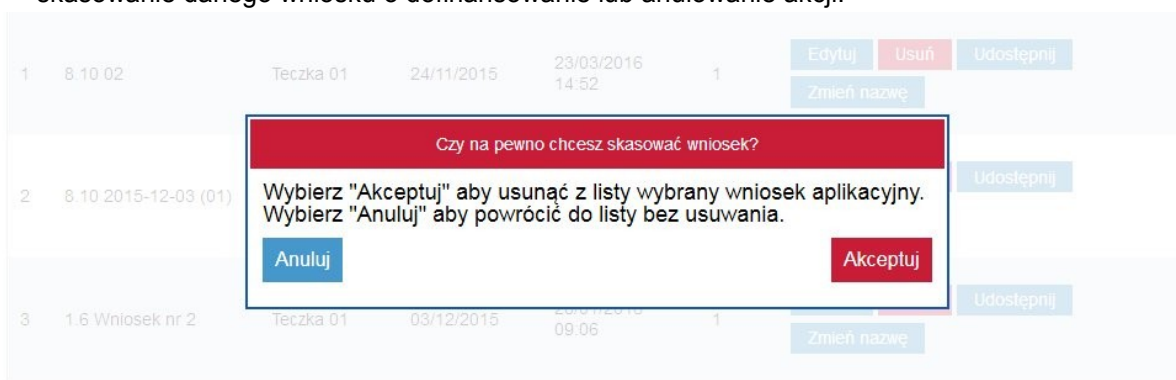 skasowanie danego wniosku o dofinansowanie lub anulowanie akcji.
1 8.10 02 Teczka 01 24/11/2015 23/03/2016 14:52 1 Edytuj Usuń Udostępnij
Zmień nazwę
Czy na pewno chcesz skasować wniosek?
2 8.10 2015-12-03 (01) Udostępnij
Wybierz "Akceptuj" aby usunąć z listy wybrany wniosek aplikacyjny.
Wybierz "Anuluj" aby powrócić do listy bez usuwania.
Anuluj Akceptuj
3 1.6 Wniosek nr 2 Teczka 01 03/12/2015 09:06 1 Udostępnij
Zmień nazwę